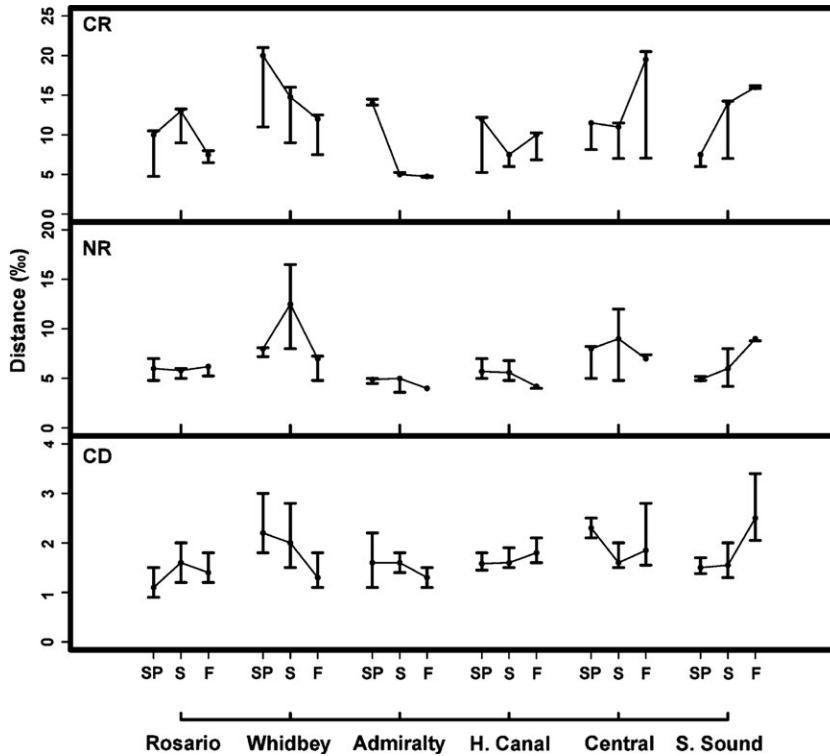 25
CR
20
15
10
5
0
20
NR
15
10
5
0
Distance (‰)
4
CD
3
2
1
0
SP S F SP S F SP S F SP S F SP S F SP S F
Rosario Whidbey Admiralty H. Canal Central S. Sound